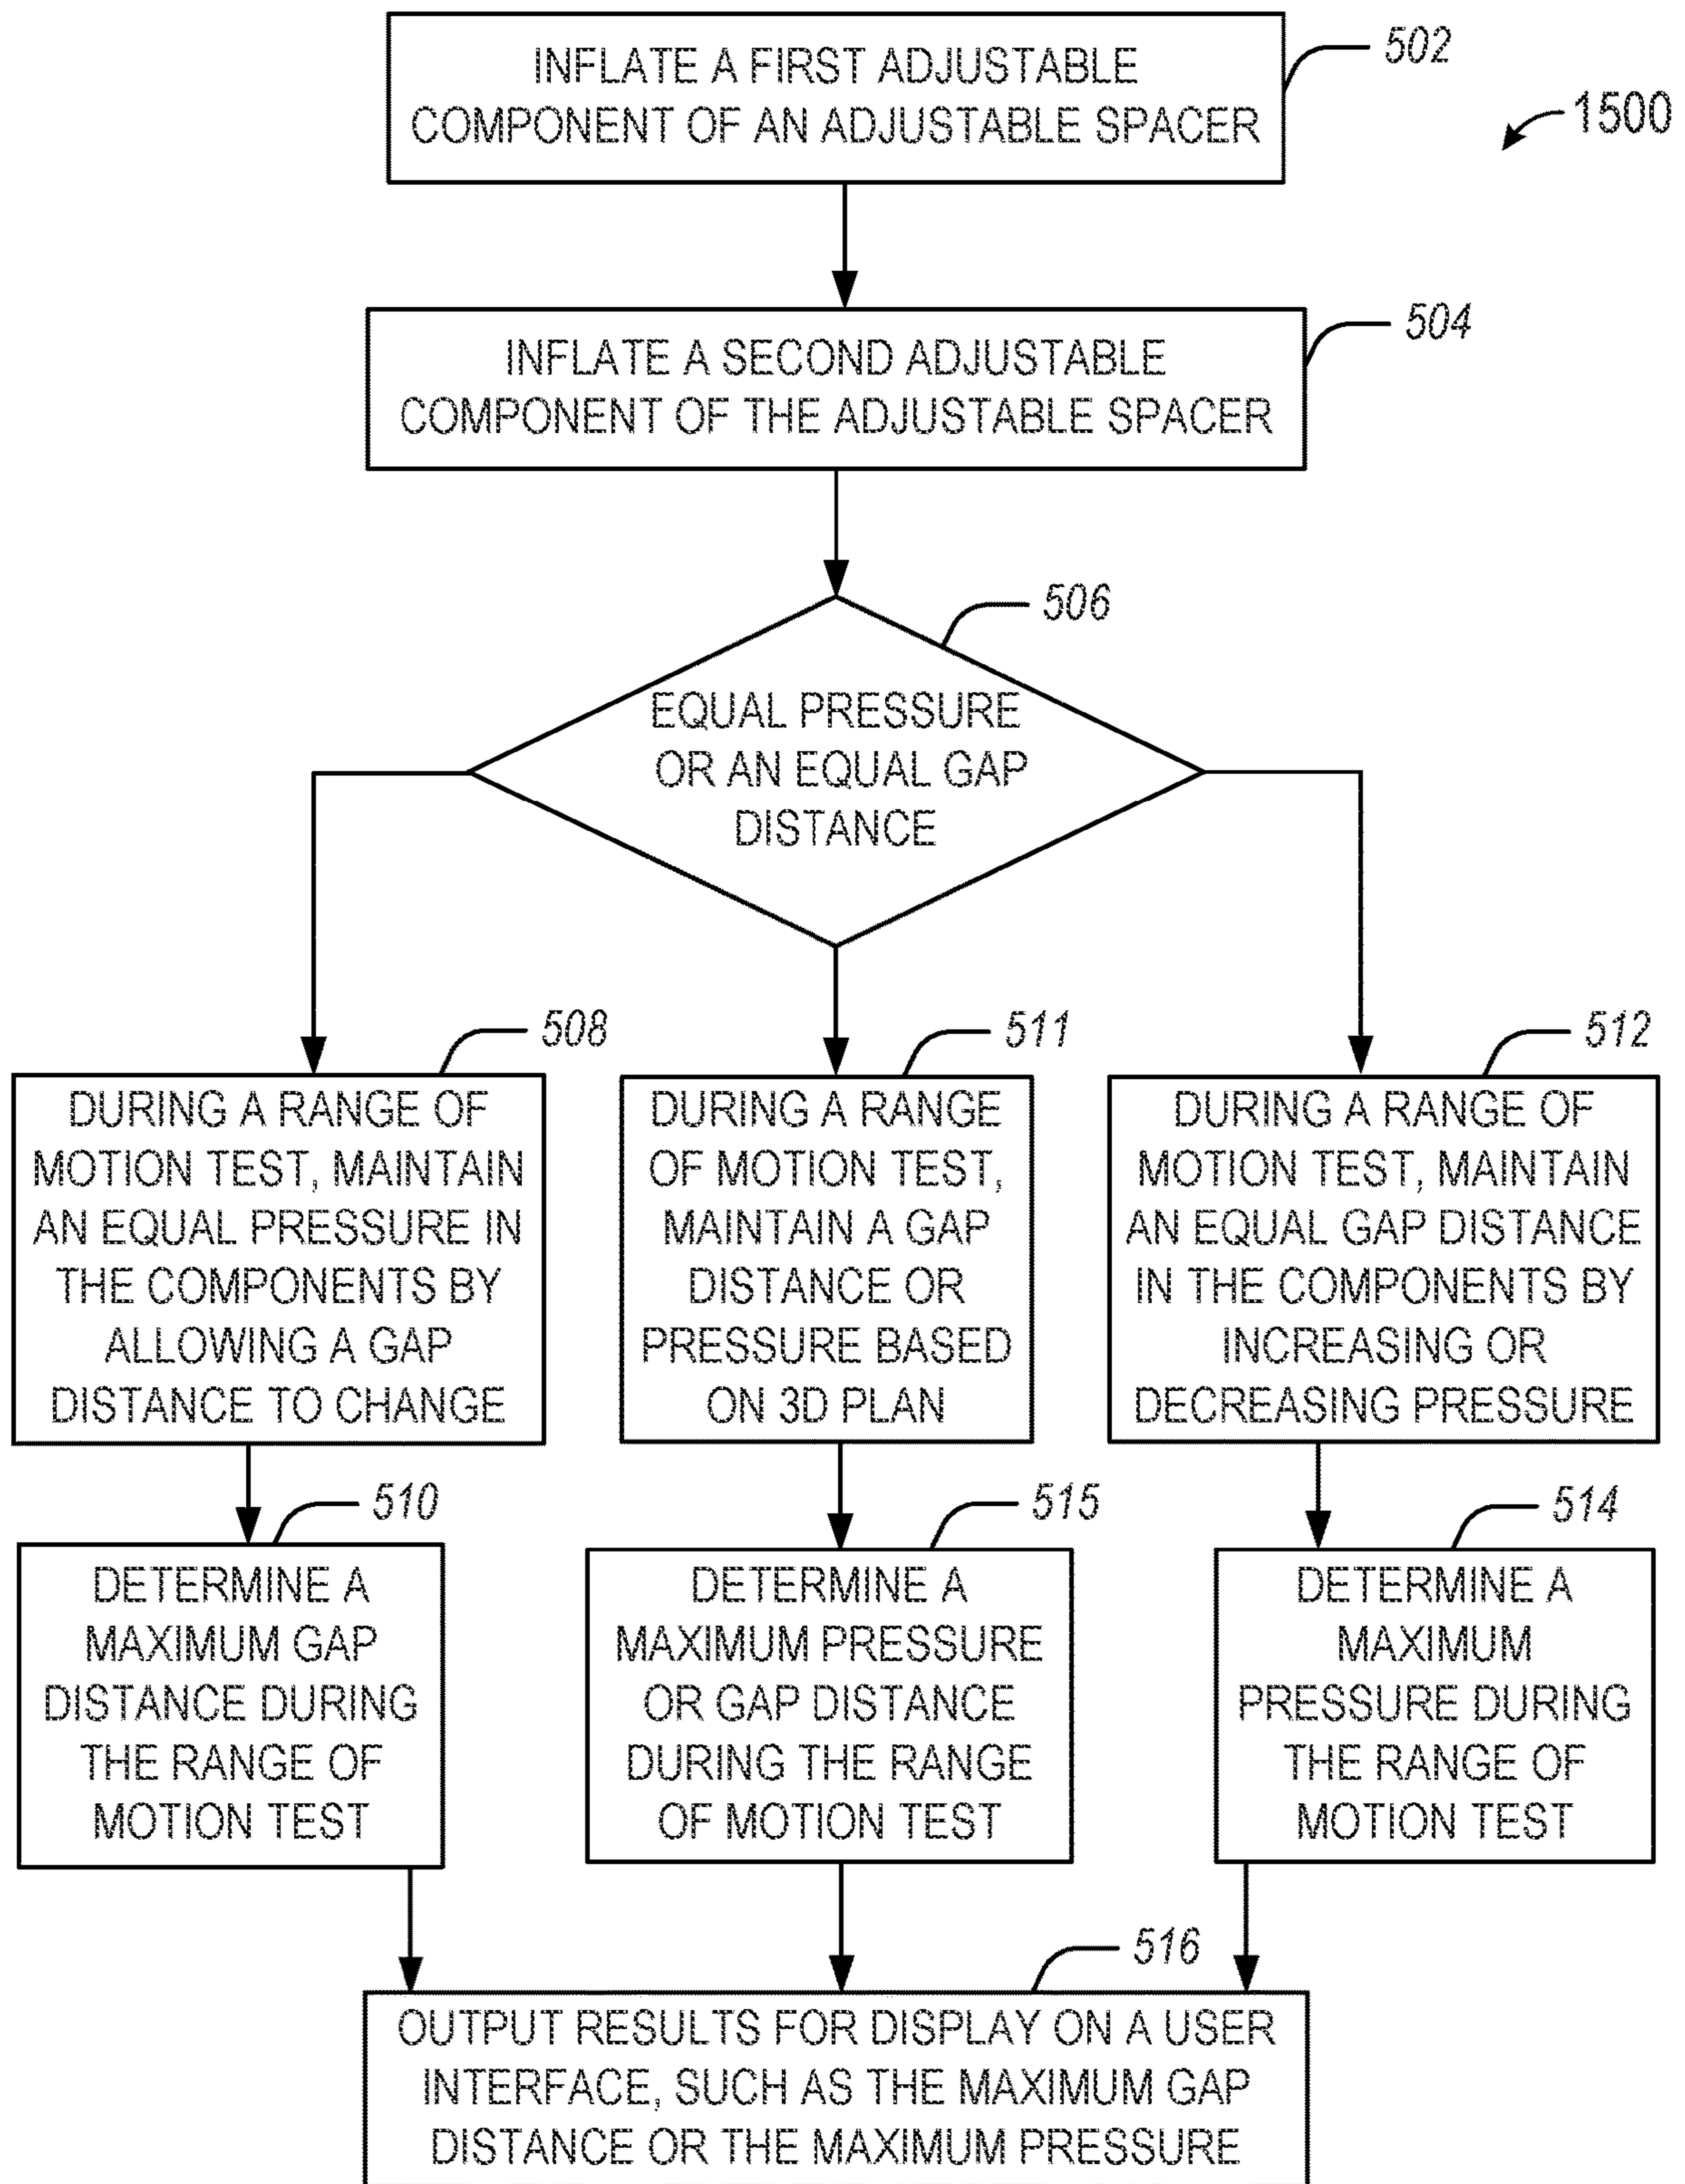 502
INFLATE A FIRST ADJUSTABLE
COMPONENT OF AN ADJUSTABLE SPACER
1500
504
INFLATE A SECOND ADJUSTABLE
COMPONENT OF THE ADJUSTABLE SPACER
506
EQUAL PRESSURE
OR AN EQUAL GAP
DISTANCE
508
DURING A RANGE OF
MOTION TEST, MAINTAIN
AN EQUAL PRESSURE IN
THE COMPONENTS BY
ALLOWING A GAP
DISTANCE TO CHANGE
511
DURING A RANGE
OF MOTION TEST,
MAINTAIN A GAP
DISTANCE OR
PRESSURE BASED
ON 3D PLAN
512
DURING A RANGE OF
MOTION TEST, MAINTAIN
AN EQUAL GAP DISTANCE
IN THE COMPONENTS BY
INCREASING OR
DECREASING PRESSURE
510
DETERMINE A
MAXIMUM GAP
DISTANCE DURING
THE RANGE OF
MOTION TEST
515
DETERMINE A
MAXIMUM PRESSURE
OR GAP DISTANCE
DURING THE RANGE
OF MOTION TEST
514
DETERMINE A
MAXIMUM
PRESSURE DURING
THE RANGE OF
MOTION TEST
516
OUTPUT RESULTS FOR DISPLAY ON A USER
INTERFACE, SUCH AS THE MAXIMUM GAP
DISTANCE OR THE MAXIMUM PRESSURE